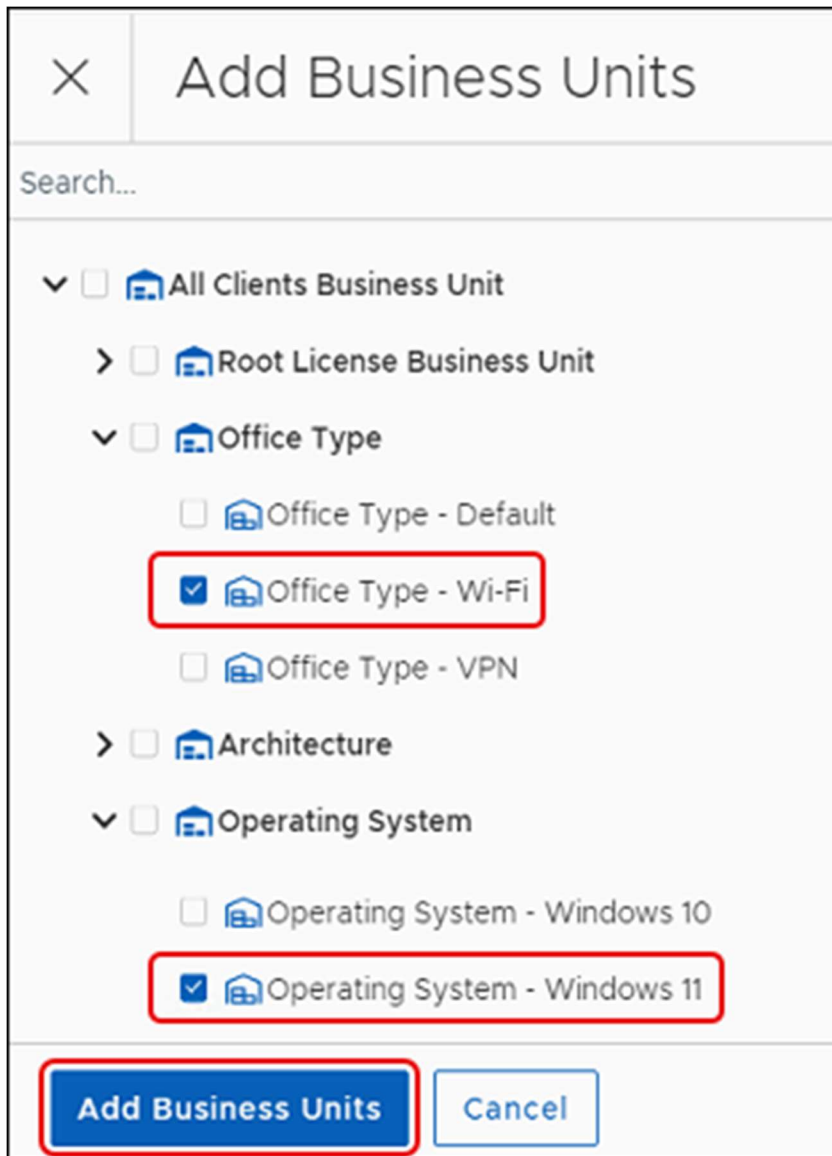 Add Business Units
Search...
All Clients Business Unit
Root License Business Unit
Office Type
Office Type - Default
Office Type - Wi-Fi
Office Type - VPN
Architecture
Operating System
Operating System - Windows 10
Operating System - Windows 11
Add Business Units Cancel